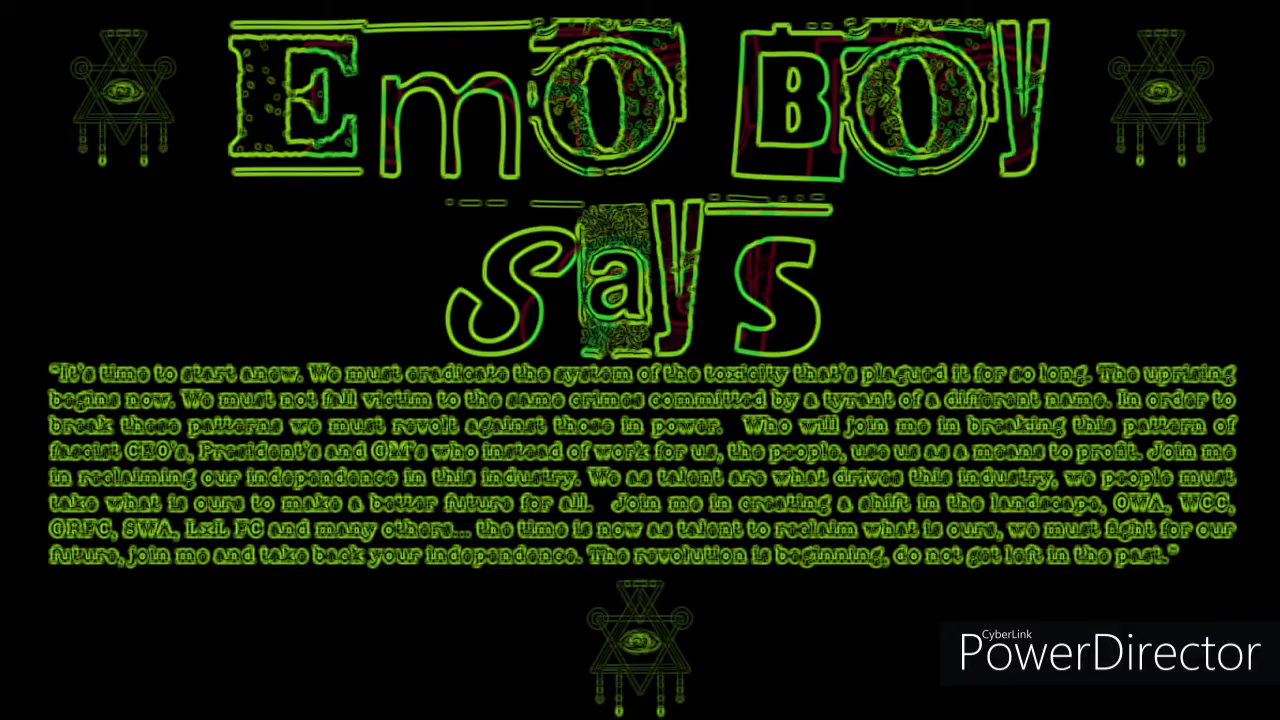 Emo Boy
Says
"It's time to start anew. We must eradicate the system of the toxicity that's plagued it for so long. The uprising
begins now. We must not fall victim to the same crimes committed by a tyrant of a different name. In order to
break these patterns we must revolt against those in power. Who will join me in breaking this pattern of
fascist CEO's, President's and GM's who instead of work for us, the people, use us as a means to profit. Join me
in reclaiming our independence in this industry. We as talent are what drives this industry, we people must
take what is ours to make a better future for all. Join me in creating a shift in the landscape, OWA, WCC,
GRPC, SWA, LxL FC and many others... the time is now as talent to reclaim what is ours, we must fight for our
future, join me and take back your independence. The revolution is beginning, do not get left in the past."
CyberLink
PowerDirector